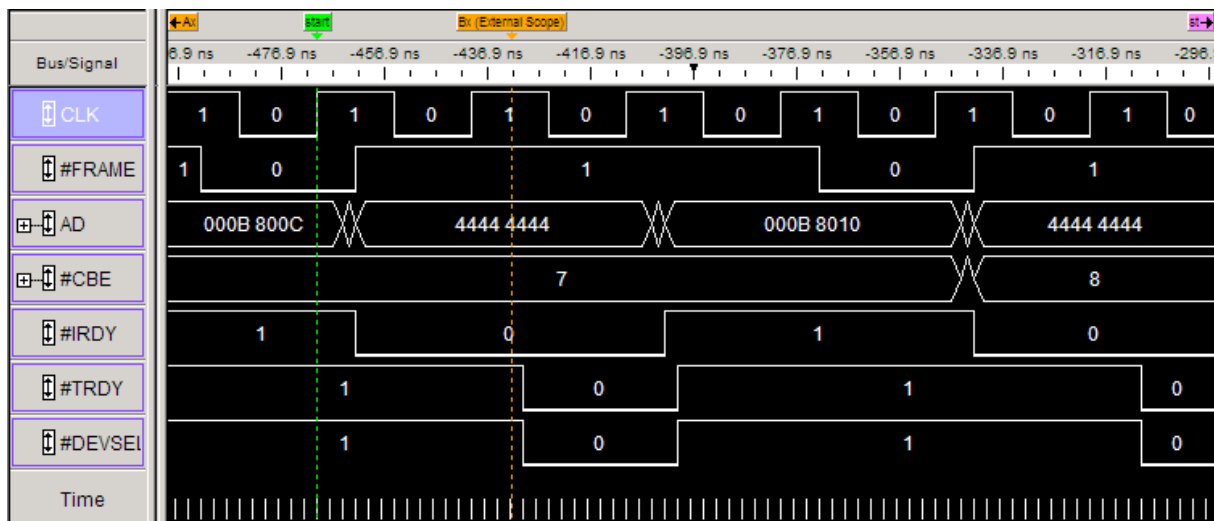 Ax start Bx (External Scope) st
Bus/Signal 6.9 ns -476.9 ns -456.9 ns -436.9 ns -416.9 ns -396.9 ns -376.9 ns -356.9 ns -336.9 ns -316.9 ns -296.
CLK 1 0 1 0 1 0 1 0 1 0 1 0 1 0
#FRAME 1 0 1 0 1
AD 000B 800C 4444 4444 000B 8010 4444 4444
#CBE 7 8
#IRDY 1 0 1 0
#TRDY 1 0 1 0
#DEVSEL 1 0 1 0
Time